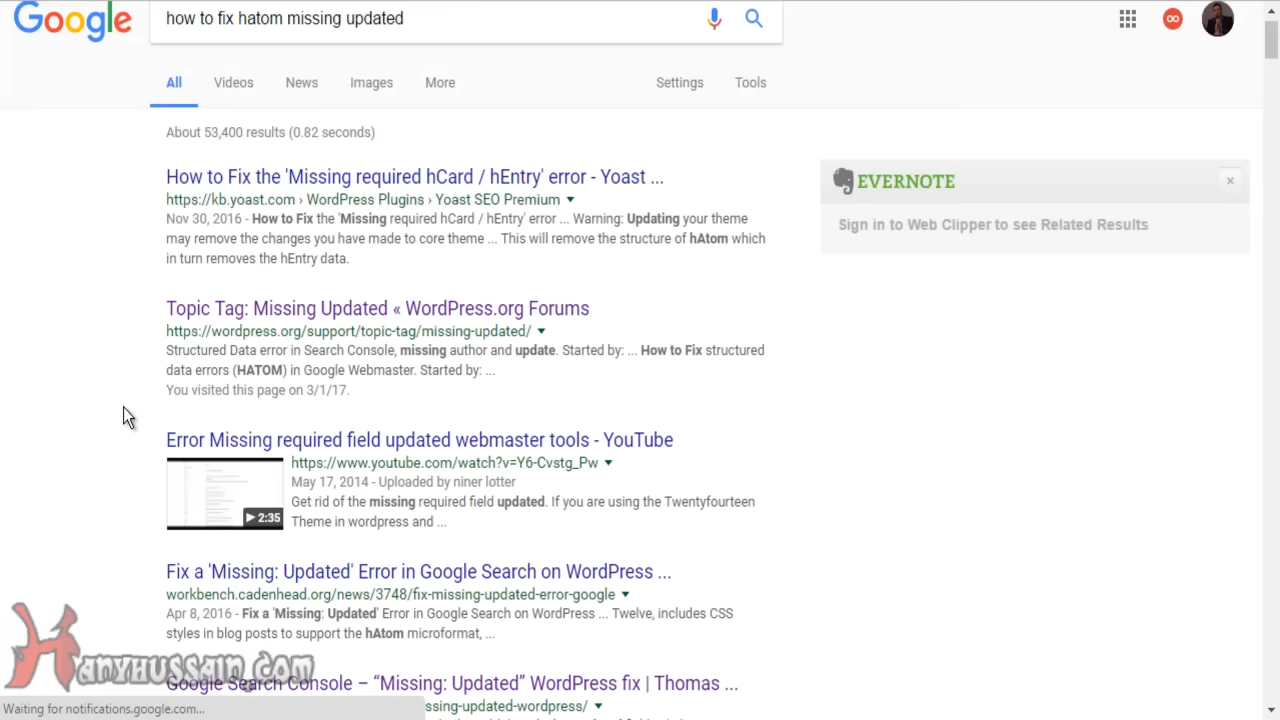 Google
how to fix hatom missing updated
All Videos News Images More Settings Tools
About 53,400 results (0.82 seconds)
How to Fix the 'Missing required hCard / hEntry' error - Yoast ...
https://kb.yoast.com › WordPress Plugins › Yoast SEO Premium
Nov 30, 2016 - How to Fix the 'Missing required hCard / hEntry' error ... Warning: Updating your theme
may remove the changes you have made to core theme ... This will remove the structure of hAtom which
in turn removes the hEntry data.
EVERNOTE ×
Sign in to Web Clipper to see Related Results
Topic Tag: Missing Updated « WordPress.org Forums
https://wordpress.org/support/topic-tag/missing-updated/
Structured Data error in Search Console, missing author and update. Started by: ... How to Fix structured
data errors (HATOM) in Google Webmaster. Started by: ...
You visited this page on 3/1/17.
Error Missing required field updated webmaster tools - YouTube
https://www.youtube.com/watch?v=Y6-Cvstg_Pw
May 17, 2014 - Uploaded by niner lotter
Get rid of the missing required field updated. If you are using the Twentyfourteen
Theme in wordpress and ...
2:35
Fix a 'Missing: Updated' Error in Google Search on WordPress ...
workbench.cadenhead.org/news/3748/fix-missing-updated-error-google
Apr 8, 2016 - Fix a 'Missing: Updated' Error in Google Search on WordPress ... Twelve, includes CSS
styles in blog posts to support the hAtom microformat, ...
Hanyhussain.com
Google Search Console – “Missing: Updated” WordPress fix | Thomas ...
ssing-updated-wordpress/
Waiting for notifications.google.com...